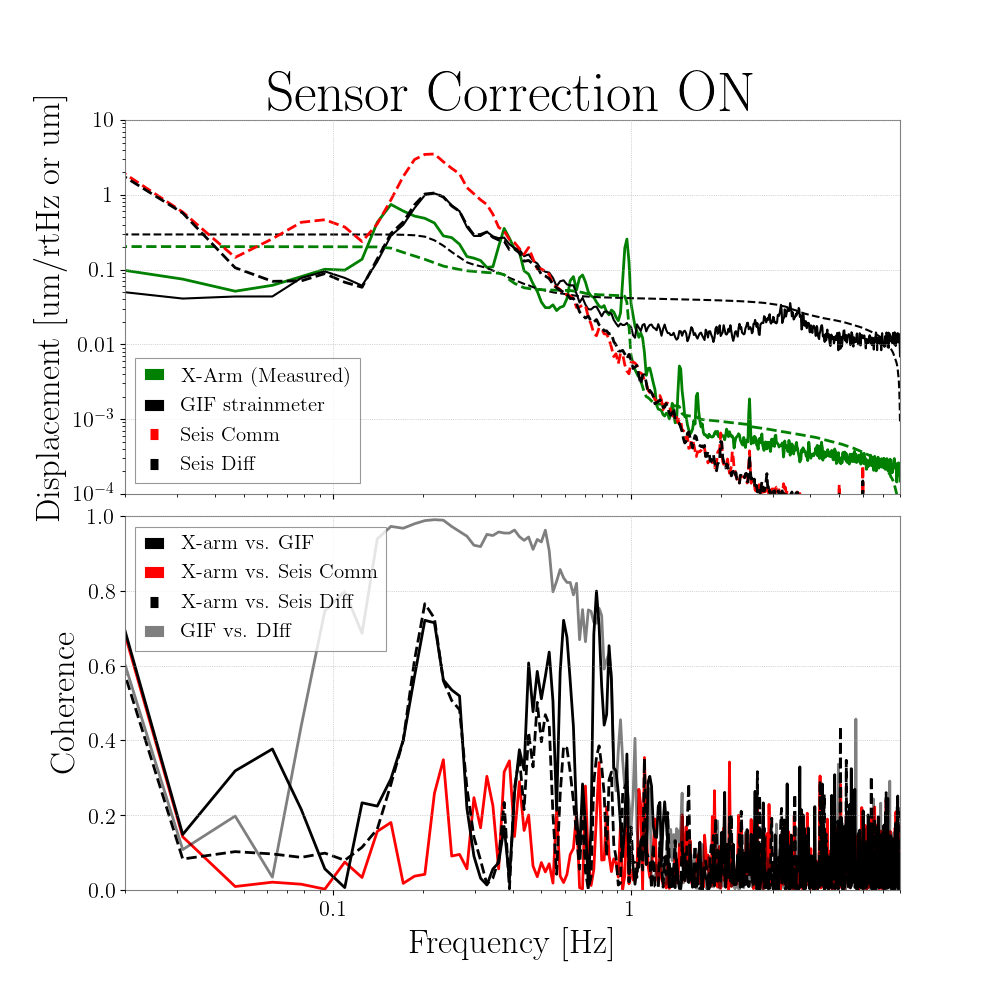 Sensor Correction ON
Displacement [um/rtHz or um]
10
1
0.1
0.01
10⁻³
10⁻⁴
X-Arm (Measured)
GIF strainmeter
Seis Comm
Seis Diff
Coherence
1.0
0.8
0.6
0.4
0.2
0.0
X-arm vs. GIF
X-arm vs. Seis Comm
X-arm vs. Seis Diff
GIF vs. DIff
0.1
1
Frequency [Hz]